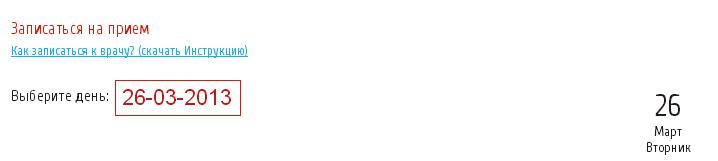 Записаться на прием
Как записаться к врачу? (скачать Инструкцию)
Выберите день: 26-03-2013
26
Март
Вторник